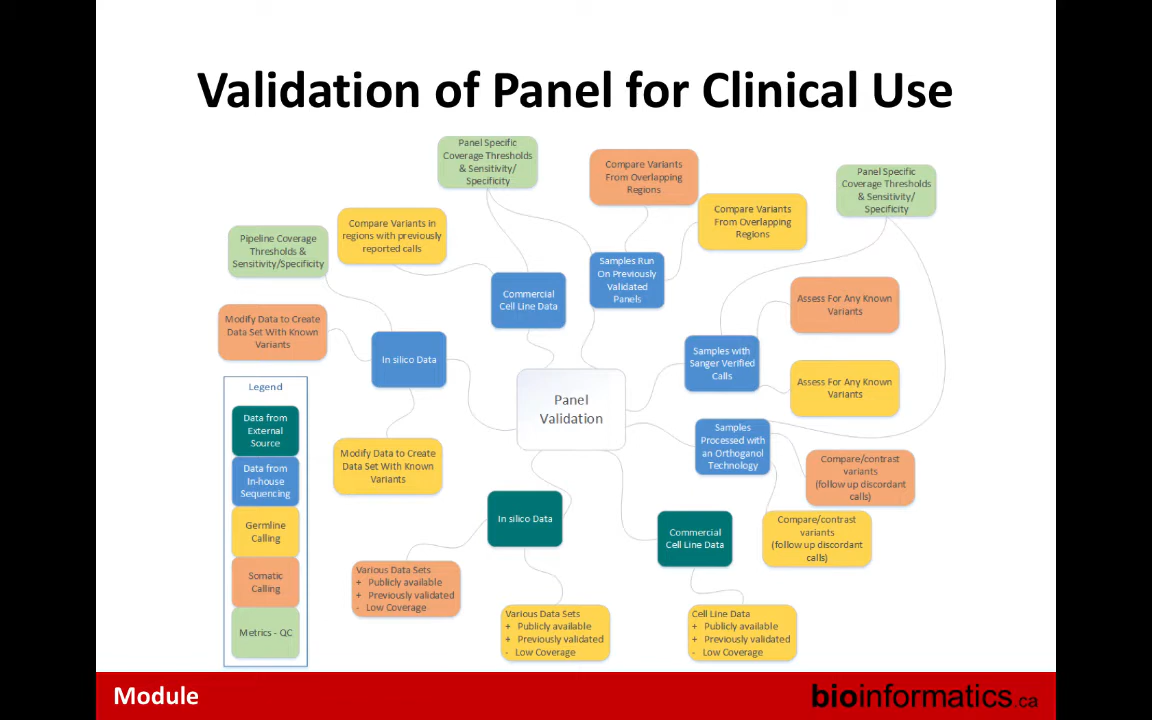 Validation of Panel for Clinical Use
Panel Specific
Coverage Thresholds
& Sensitivity/
Specificity
Compare Variants
From Overlapping
Regions
Panel Specific
Coverage Thresholds
& Sensitivity/
Specificity
Compare Variants in
regions with previously
reported calls
Compare Variants
From Overlapping
Regions
Pipeline Coverage
Thresholds &
Sensitivity/Specificity
Commercial
Cell Line Data
Samples Run
On Previously
Validated
Panels
Assess For Any Known
Variants
Modify Data to Create
Data Set With Known
Variants
In silico Data
Samples with
Sanger Verified
Calls
Assess For Any Known
Variants
Panel
Validation
Legend
Data from
External
Source
Data from
In-house
Sequencing
Germline
Calling
Somatic
Calling
Metrics - QC
Modify Data to Create
Data Set With Known
Variants
Samples
Processed with
an Orthoganol
Technology
Compare/contrast
variants
(follow up discordant
calls)
In silico Data
Commercial
Cell Line Data
Compare/contrast
variants
(follow up discordant
calls)
Various Data Sets
+ Publicly available
+ Previously validated
- Low Coverage
Various Data Sets
+ Publicly available
+ Previously validated
- Low Coverage
Cell Line Data
+ Publicly available
+ Previously validated
- Low Coverage
Module
bioinformatics.ca